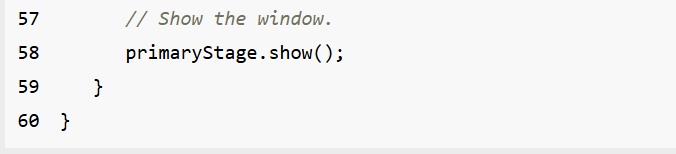 57        // Show the window.
58        primaryStage.show();
59     }
60  }